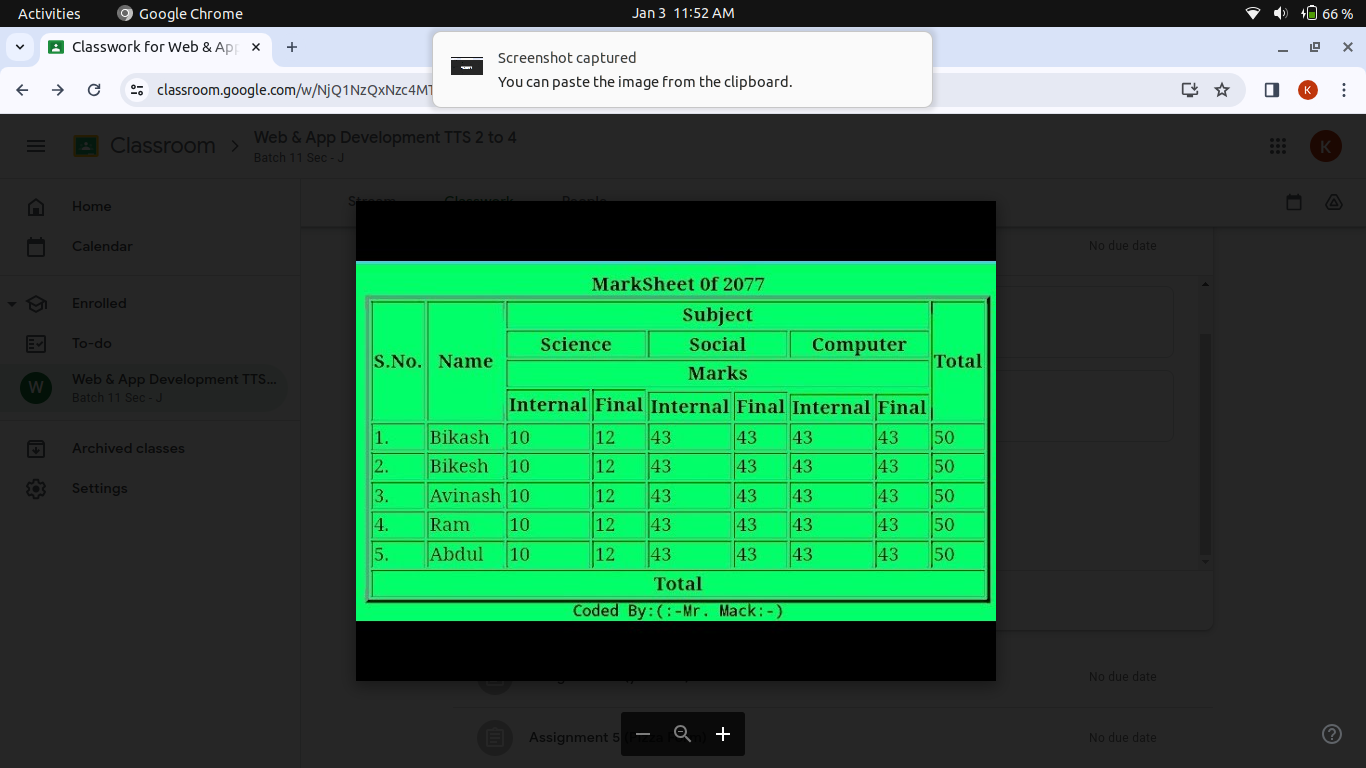 Activities Google Chrome Jan 3 11:52 AM 66 %
Classwork for Web & Ap
Screenshot captured
You can paste the image from the clipboard.
classroom.google.com/w/NjQ1NzQxNzc4MT
K
Classroom Web & App Development TTS 2 to 4
Batch 11 Sec - J
K
Home
Calendar
Enrolled
To-do
W Web & App Development TTS...
Batch 11 Sec - J
Archived classes
Settings
Stream Classwork People
No due date
MarkSheet 0f 2077
S.No. Name Subject Total
Science Social Computer
Marks
Internal Final Internal Final Internal Final
1. Bikash 10 12 43 43 43 43 50
2. Bikesh 10 12 43 43 43 43 50
3. Avinash 10 12 43 43 43 43 50
4. Ram 10 12 43 43 43 43 50
5. Abdul 10 12 43 43 43 43 50
Total
Coded By:(:-Mr. Mack:-)
No due date
Assignment 5
No due date